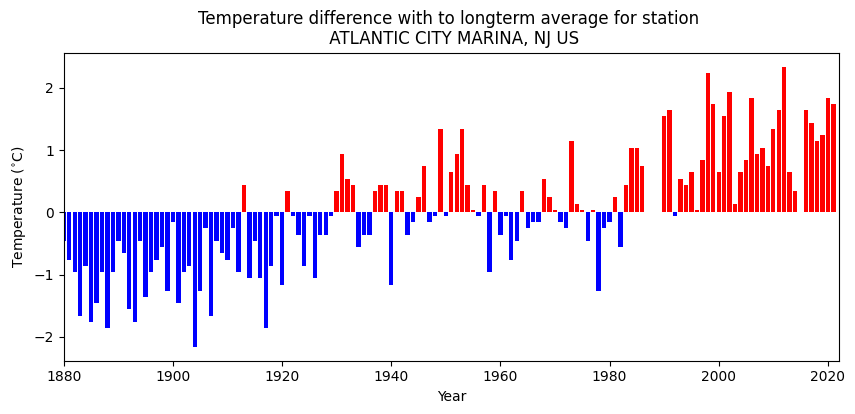 Temperature difference with to longterm average for station
ATLANTIC CITY MARINA, NJ US
Temperature (°C)
2
1
0
−1
−2
1880 1900 1920 1940 1960 1980 2000 2020
Year